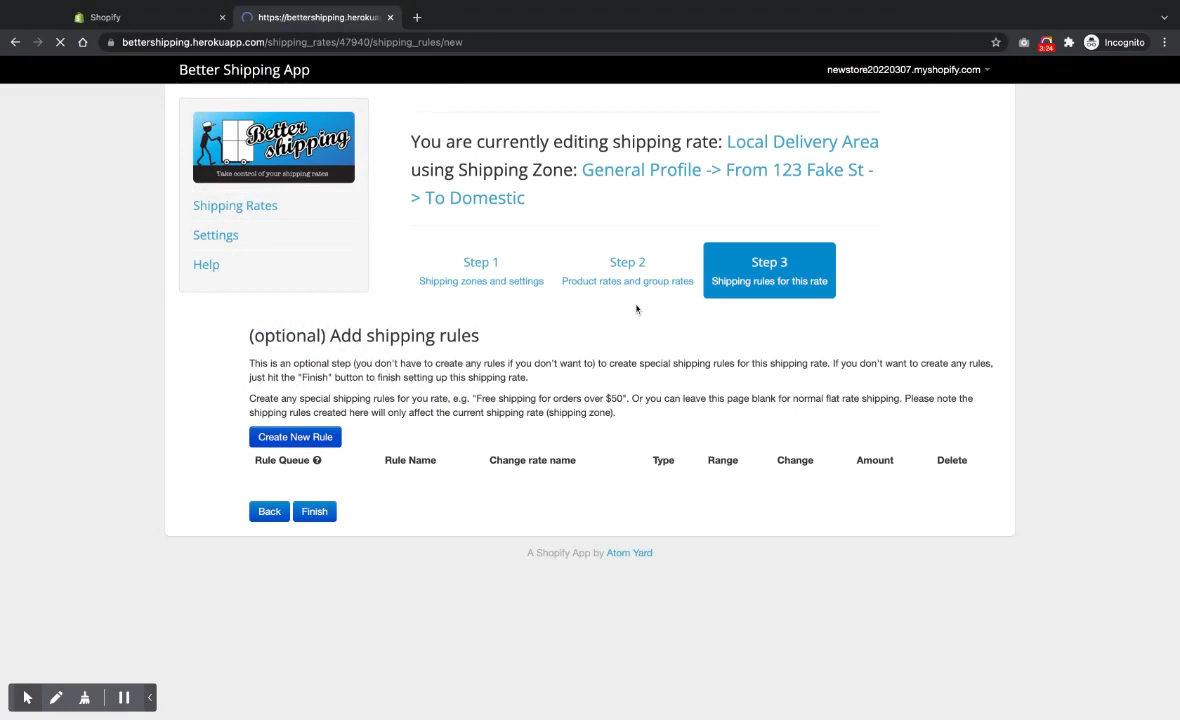 Shopify
https://bettershipping.heroku
bettershipping.herokuapp.com/shipping_rates/47940/shipping_rules/new
3:24
Incognito
Better Shipping App
newstore20220307.myshopify.com
Better shipping
Take control of your shipping rates
Shipping Rates
Settings
Help
You are currently editing shipping rate: Local Delivery Area
using Shipping Zone: General Profile -> From 123 Fake St -
> To Domestic
Step 1
Shipping zones and settings
Step 2
Product rates and group rates
Step 3
Shipping rules for this rate
(optional) Add shipping rules
This is an optional step (you don't have to create any rules if you don't want to) to create special shipping rules for this shipping rate. If you don't want to create any rules,
just hit the "Finish" button to finish setting up this shipping rate.
Create any special shipping rules for you rate, e.g. "Free shipping for orders over $50". Or you can leave this page blank for normal flat rate shipping. Please note the
shipping rules created here will only affect the current shipping rate (shipping zone).
Create New Rule
Rule Queue Rule Name Change rate name Type Range Change Amount Delete
Back Finish
A Shopify App by Atom Yard